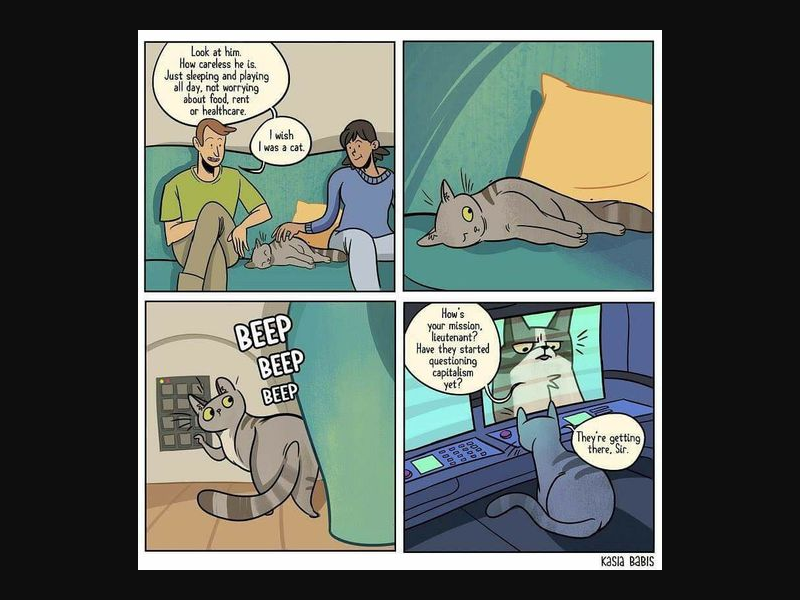 Look at him.
How careless he is.
Just sleeping and playing
all day, not worrying
about food, rent
or healthcare.
I wish
I was a cat.
BEEP
BEEP
BEEP
How's
your mission,
lieutenant?
Have they started
questioning
capitalism
yet?
They're getting
there, Sir.
KASIA BABIS